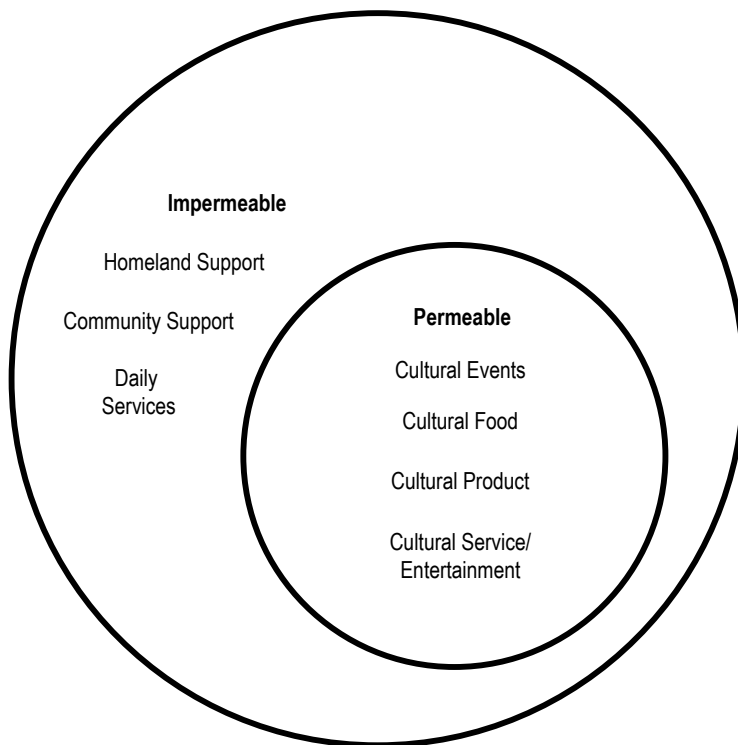 Impermeable
Homeland Support
Community Support
Daily
Services
Permeable
Cultural Events
Cultural Food
Cultural Product
Cultural Service/
Entertainment